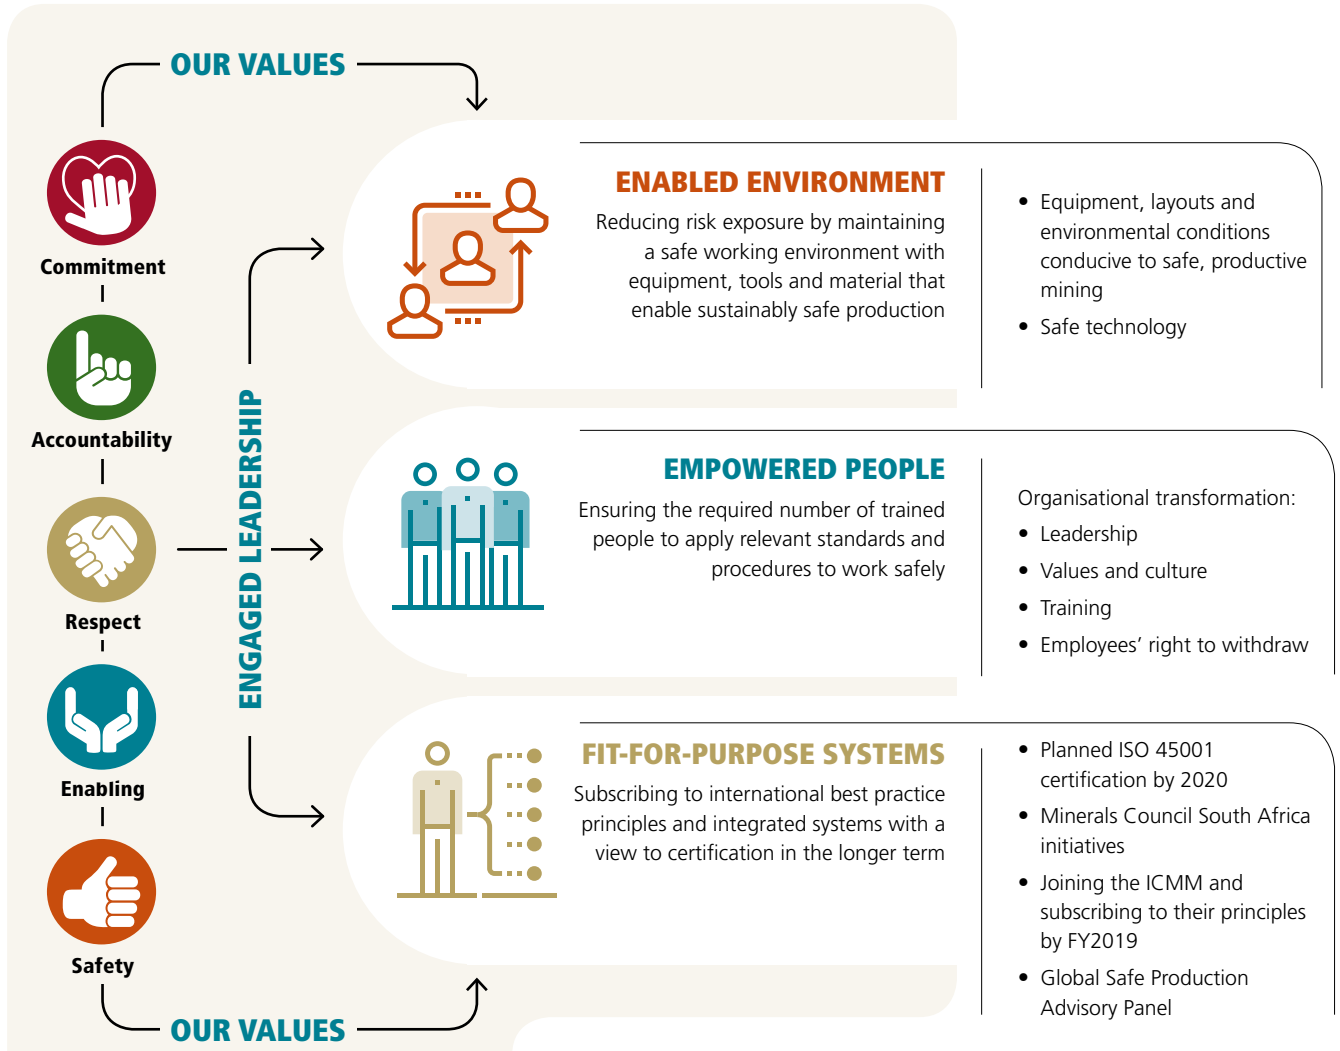 OUR VALUES
Commitment
Accountability
Respect
Enabling
Safety
OUR VALUES
ENGAGED LEADERSHIP
ENABLED ENVIRONMENT
Reducing risk exposure by maintaining
a safe working environment with
equipment, tools and material that
enable sustainably safe production
• Equipment, layouts and
environmental conditions
conducive to safe, productive
mining
• Safe technology
EMPOWERED PEOPLE
Ensuring the required number of trained
people to apply relevant standards and
procedures to work safely
Organisational transformation:
• Leadership
• Values and culture
• Training
• Employees’ right to withdraw
FIT-FOR-PURPOSE SYSTEMS
Subscribing to international best practice
principles and integrated systems with a
view to certification in the longer term
• Planned ISO 45001
certification by 2020
• Minerals Council South Africa
initiatives
• Joining the ICMM and
subscribing to their principles
by FY2019
• Global Safe Production
Advisory Panel